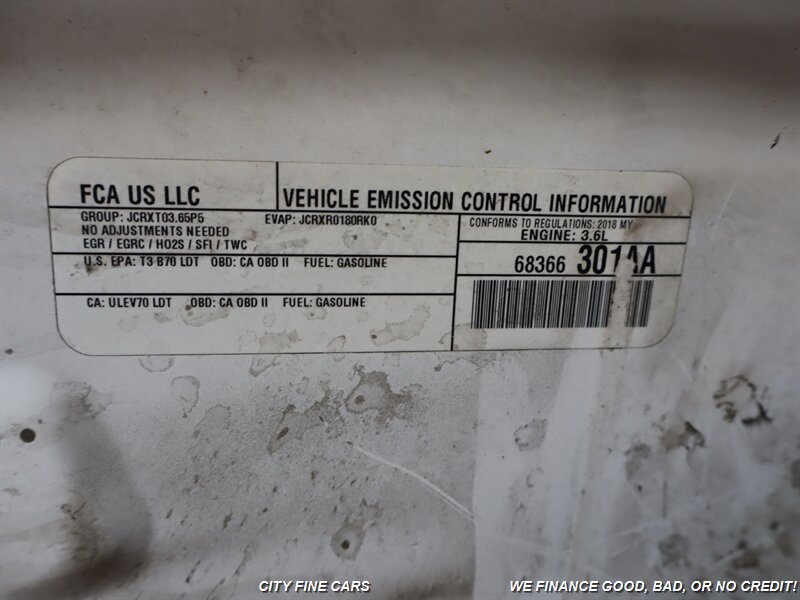 FCA US LLC
VEHICLE EMISSION CONTROL INFORMATION
GROUP: JCRXT03.65P5 EVAP: JCRXR0180RK0
NO ADJUSTMENTS NEEDED
EGR / EGRC / HO2S / SFI / TWC
CONFORMS TO REGULATIONS: 2018 MY
ENGINE: 3.6L
U.S. EPA: T3 B70 LDT OBD: CA OBD II FUEL: GASOLINE
68366 301AA
CA: ULEV70 LDT OBD: CA OBD II FUEL: GASOLINE
CITY FINE CARS
WE FINANCE GOOD, BAD, OR NO CREDIT!